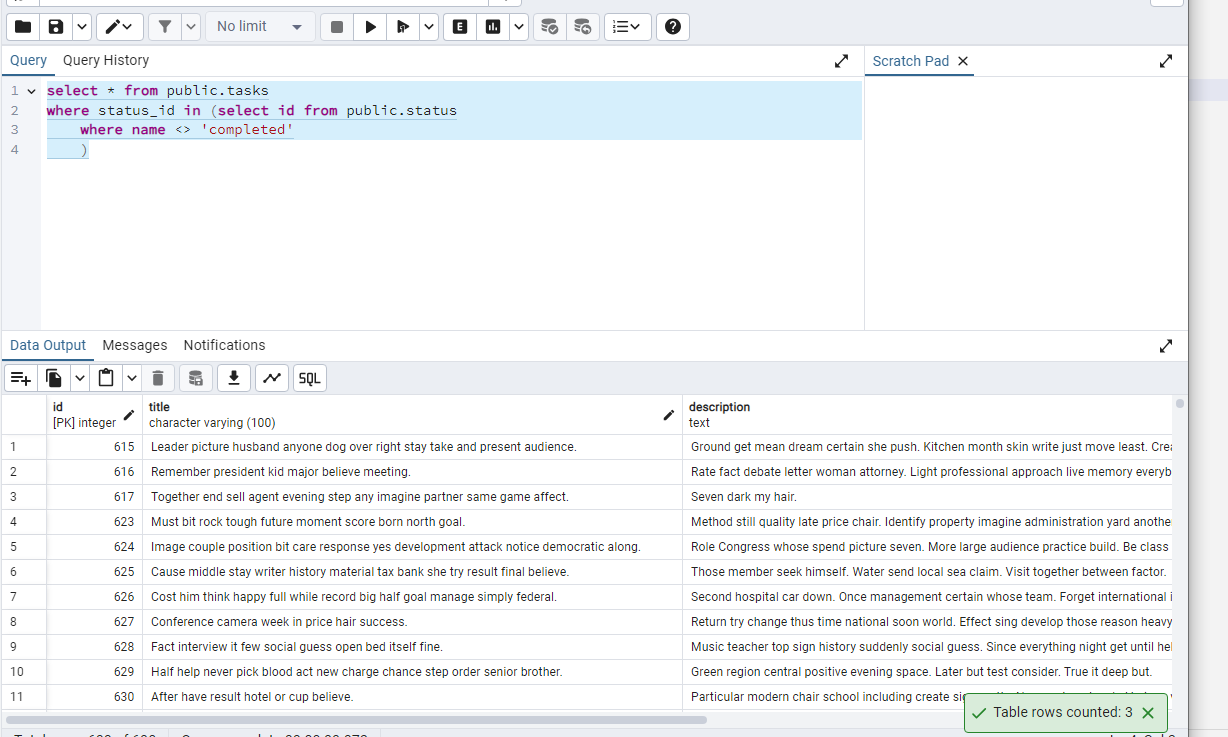 No limit
E
Query
Query History
Scratch Pad
1 select * from public.tasks
2 where status_id in (select id from public.status
3 where name <> 'completed'
4 )
Data Output
Messages
Notifications
SQL
id
[PK] integer
title
character varying (100)
description
text
1 615 Leader picture husband anyone dog over right stay take and present audience. Ground get mean dream certain she push. Kitchen month skin write just move least.
2 616 Remember president kid major believe meeting. Rate fact debate letter woman attorney. Light professional approach live memory everyb
3 617 Together end sell agent evening step any imagine partner same game affect. Seven dark my hair.
4 623 Must bit rock tough future moment score born north goal. Method still quality late price chair. Identify property imagine administration yard anothe
5 624 Image couple position bit care response yes development attack notice democratic along. Role Congress whose spend picture seven. More large audience practice build. Be class
6 625 Cause middle stay writer history material tax bank she try result final believe. Those member seek himself. Water send local sea claim. Visit together between factor.
7 626 Cost him think happy full while record big half goal manage simply federal. Second hospital car down. Once management certain whose team. Forget international
8 627 Conference camera week in price hair success. Return try change thus time national soon world. Effect sing develop those reason heavy
9 628 Fact interview it few social guess open bed itself fine. Music teacher top sign history suddenly social guess. Since everything night get until
10 629 Half help never pick blood act new charge chance step order senior brother. Green region central positive evening space. Later but test consider. True it deep but.
11 630 After have result hotel or cup believe. Particular modern chair school including create
Table rows counted: 3